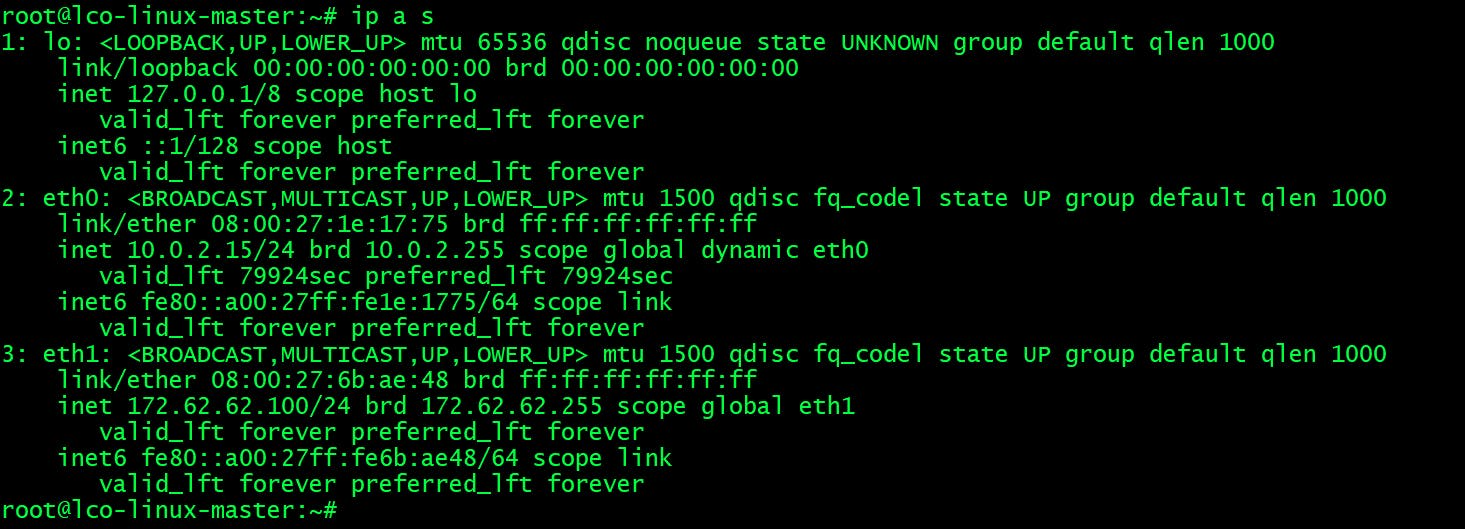 root@lco-linux-master:~# ip a s
1: lo: <LOOPBACK,UP,LOWER_UP> mtu 65536 qdisc noqueue state UNKNOWN group default qlen 1000
    link/loopback 00:00:00:00:00:00 brd 00:00:00:00:00:00
    inet 127.0.0.1/8 scope host lo
       valid_lft forever preferred_lft forever
    inet6 ::1/128 scope host
       valid_lft forever preferred_lft forever
2: eth0: <BROADCAST,MULTICAST,UP,LOWER_UP> mtu 1500 qdisc fq_codel state UP group default qlen 1000
    link/ether 08:00:27:1e:17:75 brd ff:ff:ff:ff:ff:ff
    inet 10.0.2.15/24 brd 10.0.2.255 scope global dynamic eth0
       valid_lft 79924sec preferred_lft 79924sec
    inet6 fe80::a00:27ff:fe1e:1775/64 scope link
       valid_lft forever preferred_lft forever
3: eth1: <BROADCAST,MULTICAST,UP,LOWER_UP> mtu 1500 qdisc fq_codel state UP group default qlen 1000
    link/ether 08:00:27:6b:ae:48 brd ff:ff:ff:ff:ff:ff
    inet 172.62.62.100/24 brd 172.62.62.255 scope global eth1
       valid_lft forever preferred_lft forever
    inet6 fe80::a00:27ff:fe6b:ae48/64 scope link
       valid_lft forever preferred_lft forever
root@lco-linux-master:~#